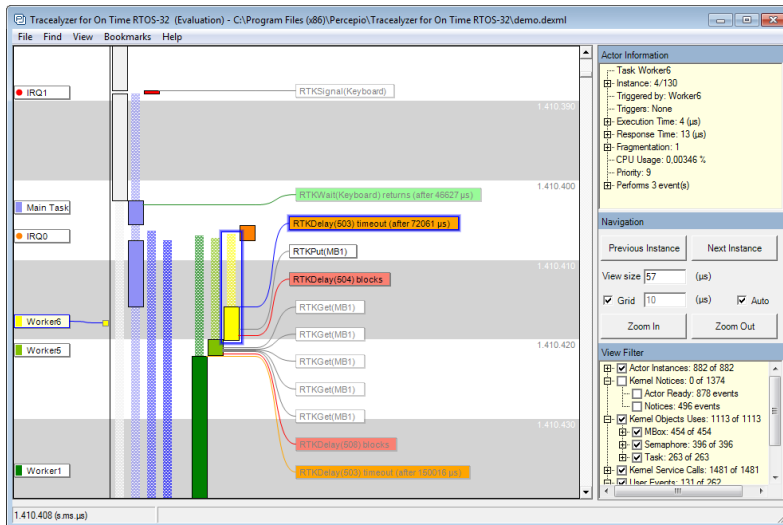 Tracealyzer for On Time RTOS-32 (Evaluation) - C:\Program Files (x86)\Percepio\Tracealyzer for On Time RTOS-32\demo.dexml
File Find View Bookmarks Help
IRQ1
Main Task
IRQ0
Worker6
Worker5
Worker1
RTKSignal(Keyboard)
RTKWait(Keyboard) returns (after 46627 µs)
RTKDelay(503) timeout (after 72061 µs)
RTKPut(MB1)
RTKDelay(504) blocks
RTKGet(MB1)
RTKGet(MB1)
RTKGet(MB1)
RTKGet(MB1)
RTKGet(MB1)
RTKDelay(608) blocks
RTKDelay(503) timeout (after 150016 µs)
1.410.390
1.410.400
1.410.410
1.410.420
1.410.430
Actor Information
Task Worker6
Instance: 4/130
Triggered by: Worker6
Triggers: None
Execution Time: 4 (µs)
Response Time: 13 (µs)
Fragmentation: 1
CPU Usage: 0,00346 %
Priority: 9
Performs 3 event(s)
Navigation
Previous Instance Next Instance
View size 57 (µs)
Grid 10 (µs) Auto
Zoom In Zoom Out
View Filter
Actor Instances: 882 of 882
Kernel Notices: 0 of 1374
Actor Ready: 878 events
Notices: 496 events
Kernel Objects Uses: 1113 of 1113
MBox: 454 of 454
Semaphore: 396 of 396
Task: 263 of 263
Kernel Service Calls: 1481 of 1481
User Events: 131 of 262
1.410.408 (s.ms.µs)